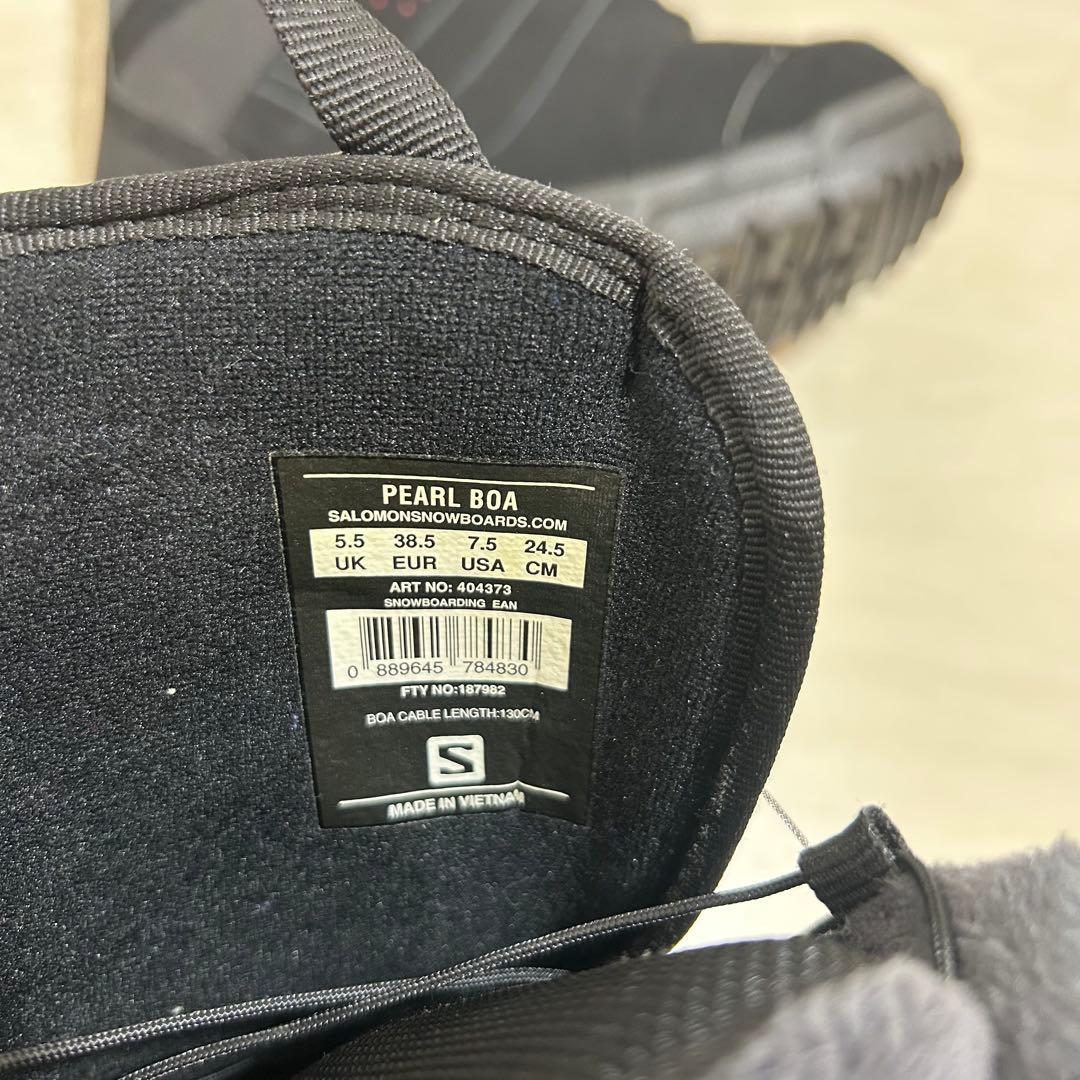 PEARL BOA
SALOMONSNOWBOARDS.COM
5.5 38.5 7.5 24.5
UK EUR USA CM
ART NO: 404373
SNOWBOARDING EAN
0 889645 784830
FTY NO:187982
BOA CABLE LENGTH:130CM
S
MADE IN VIETNAM